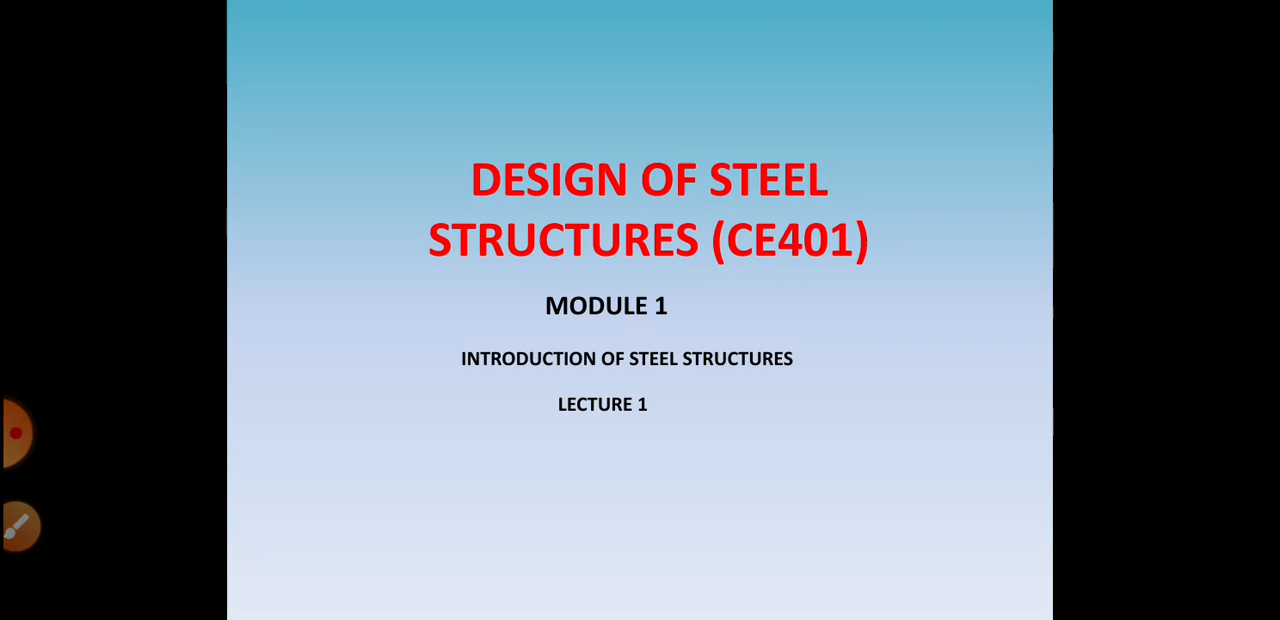 DESIGN OF STEEL
STRUCTURES (CE401)
MODULE 1
INTRODUCTION OF STEEL STRUCTURES
LECTURE 1